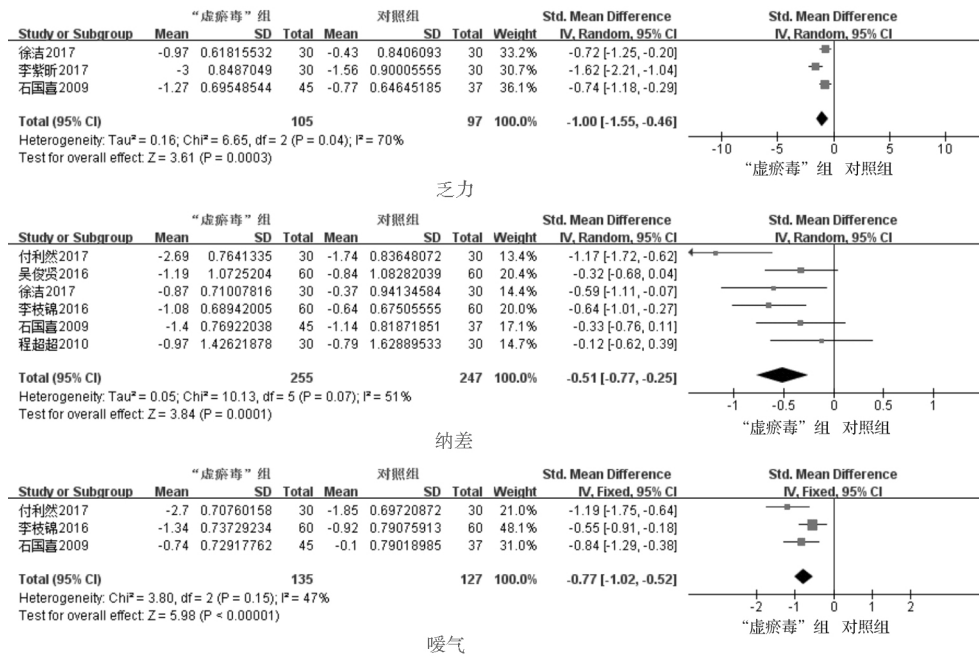 “虚瘀毒”组 对照组 Std. Mean Difference Std. Mean Difference
Study or Subgroup Mean SD Total Mean SD Total Weight IV, Random, 95% CI IV, Random, 95% CI
徐洁2017 -0.97 0.61815532 30 -0.43 0.8406093 30 33.2% -0.72 [-1.25, -0.20]
李紫昕2017 -3 0.8487049 30 -1.56 0.90005555 30 30.7% -1.62 [-2.21, -1.04]
石国喜2009 -1.27 0.69548544 45 -0.77 0.64645185 37 36.1% -0.74 [-1.18, -0.29]
Total (95% CI) 105 97 100.0% -1.00 [-1.55, -0.46]
Heterogeneity: Tau² = 0.16; Chi² = 6.65, df = 2 (P = 0.04); I² = 70%
Test for overall effect: Z = 3.61 (P = 0.0003)
-10 -5 0 5 10
“虚瘀毒”组 对照组
乏力
“虚瘀毒”组 对照组 Std. Mean Difference Std. Mean Difference
Study or Subgroup Mean SD Total Mean SD Total Weight IV, Random, 95% CI IV, Random, 95% CI
付利然2017 -2.69 0.7641335 30 -1.74 0.83648072 30 13.4% -1.17 [-1.72, -0.62]
吴俊贤2016 -1.19 1.0725204 60 -0.84 1.08282039 60 20.4% -0.32 [-0.68, 0.04]
徐洁2017 -0.87 0.71007816 30 -0.37 0.94134584 30 14.4% -0.59 [-1.11, -0.07]
李枝锦2016 -1.08 0.68942005 60 -0.64 0.67505555 60 20.0% -0.64 [-1.01, -0.27]
石国喜2009 -1.4 0.76922038 45 -1.14 0.81871851 37 17.1% -0.33 [-0.76, 0.11]
程超超2010 -0.97 1.42621878 30 -0.79 1.62889533 30 14.7% -0.12 [-0.62, 0.39]
Total (95% CI) 255 247 100.0% -0.51 [-0.77, -0.25]
Heterogeneity: Tau² = 0.05; Chi² = 10.13, df = 5 (P = 0.07); I² = 51%
Test for overall effect: Z = 3.84 (P = 0.0001)
-1 -0.5 0 0.5 1
“虚瘀毒”组 对照组
纳差
“虚瘀毒”组 对照组 Std. Mean Difference Std. Mean Difference
Study or Subgroup Mean SD Total Mean SD Total Weight IV, Fixed, 95% CI IV, Fixed, 95% CI
付利然2017 -2.7 0.70760158 30 -1.85 0.69720872 30 21.0% -1.19 [-1.75, -0.64]
李枝锦2016 -1.34 0.73729234 60 -0.92 0.79075913 60 48.1% -0.55 [-0.91, -0.18]
石国喜2009 -0.74 0.72917762 45 -0.1 0.79018985 37 31.0% -0.84 [-1.29, -0.38]
Total (95% CI) 135 127 100.0% -0.77 [-1.02, -0.52]
Heterogeneity: Chi² = 3.80, df = 2 (P = 0.15); I² = 47%
Test for overall effect: Z = 5.98 (P < 0.00001)
-2 -1 0 1 2
“虚瘀毒”组 对照组
嗳气